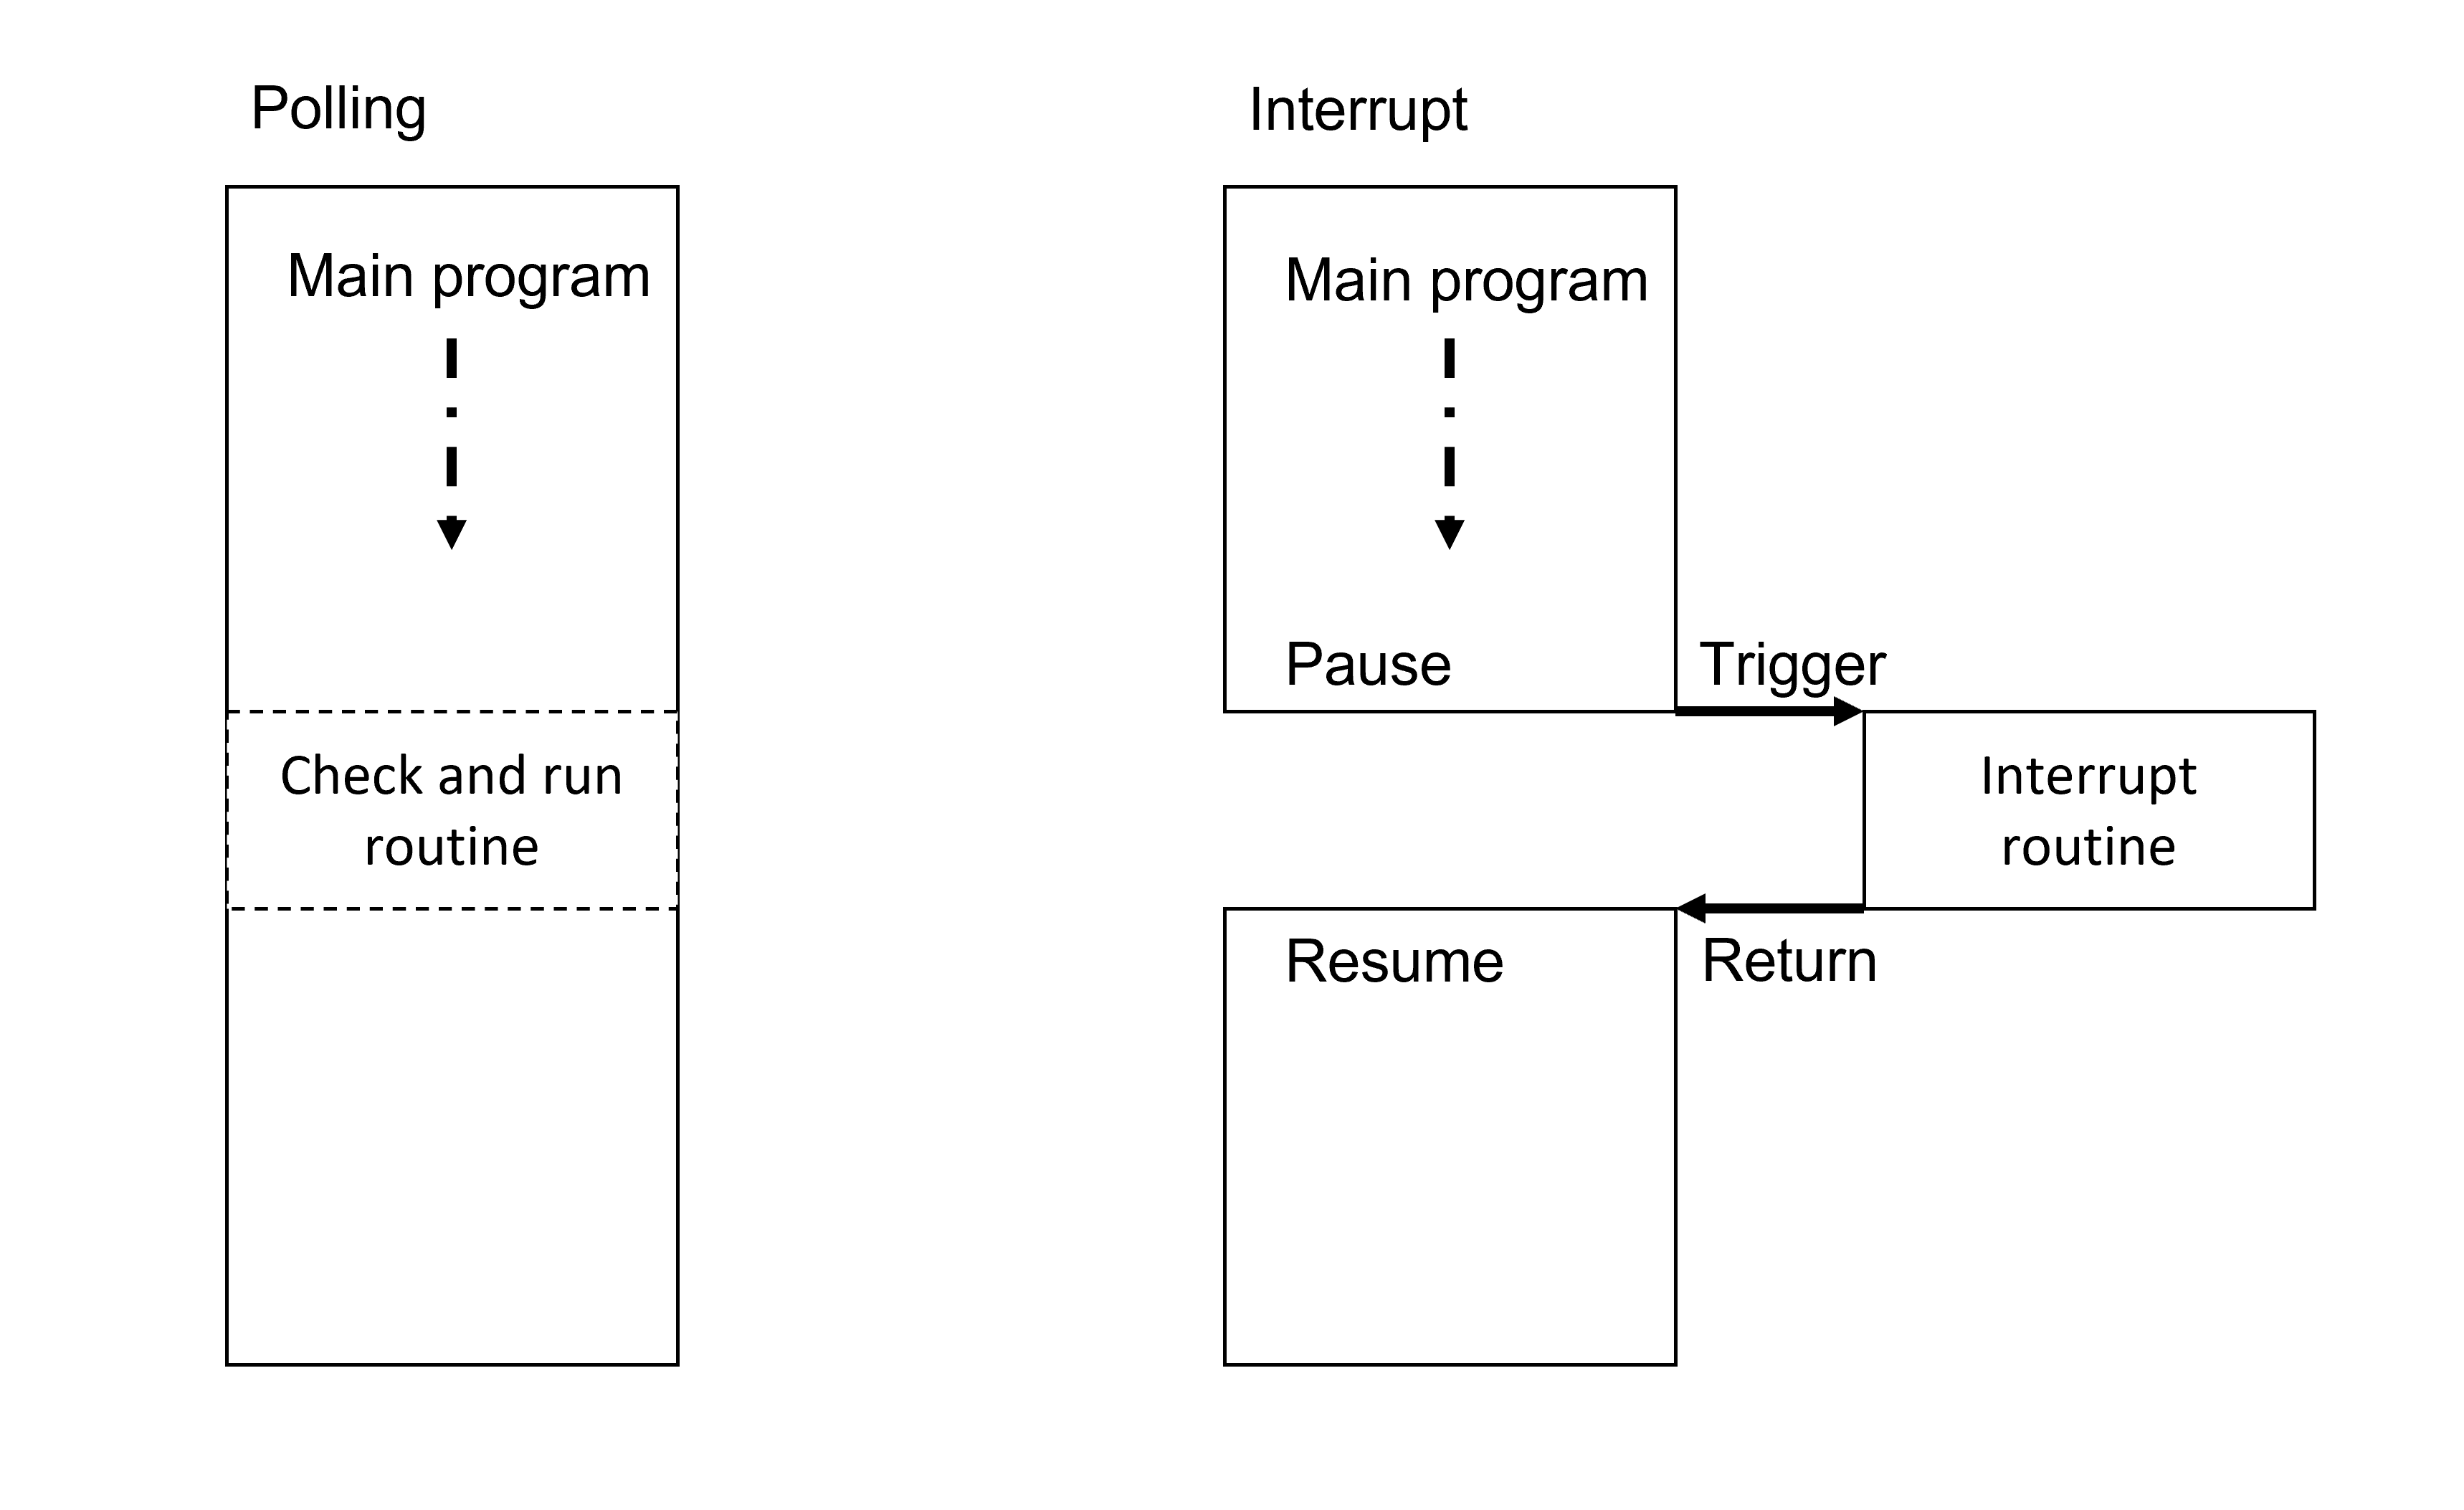 Polling
Main program
Check and run
routine
Interrupt
Main program
Pause
Trigger
Interrupt
routine
Resume
Return